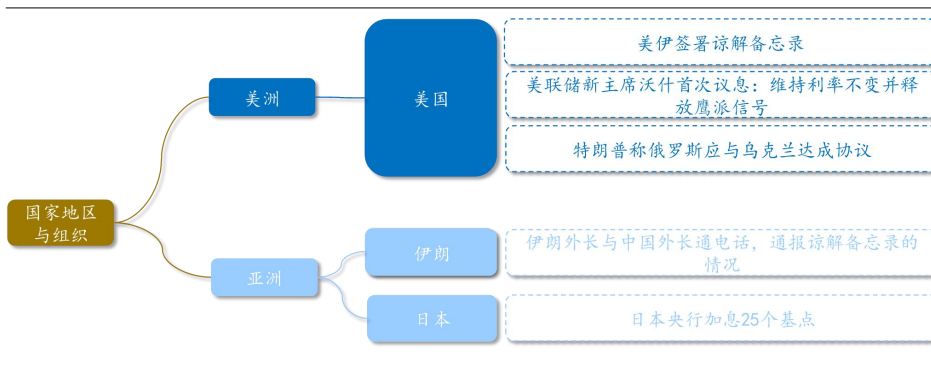 美伊签署谅解备忘录
美洲
美国
美联储新主席沃什首次议息：维持利率不变并释
放鹰派信号
特朗普称俄罗斯应与乌克兰达成协议
国家地区
与组织
亚洲
伊朗
伊朗外长与中国外长通电话，通报谅解备忘录的
情况
日本
日本央行加息25个基点